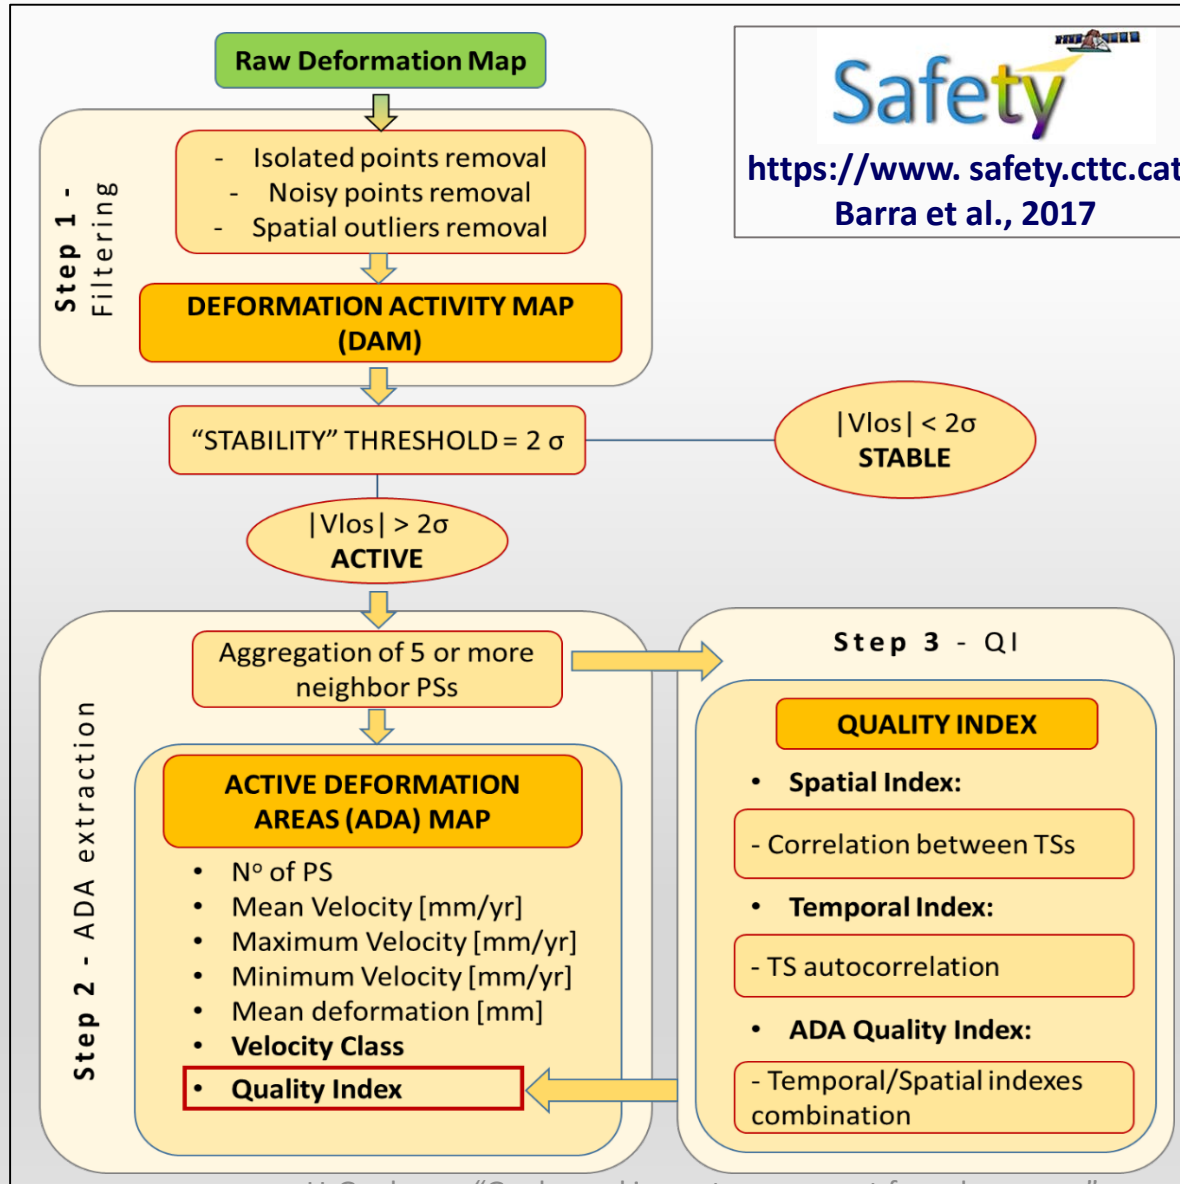 Raw Deformation Map
Safety
https://www. safety.cttc.cat
Barra et al., 2017
Step 1 -
Filtering
- Isolated points removal
- Noisy points removal
- Spatial outliers removal
DEFORMATION ACTIVITY MAP
(DAM)
“STABILITY” THRESHOLD = 2 σ
|Vlos| < 2σ
STABLE
|Vlos| > 2σ
ACTIVE
Step 2 - ADA extraction
Aggregation of 5 or more
neighbor PSs
ACTIVE DEFORMATION
AREAS (ADA) MAP
• Nº of PS
• Mean Velocity [mm/yr]
• Maximum Velocity [mm/yr]
• Minimum Velocity [mm/yr]
• Mean deformation [mm]
• Velocity Class
• Quality Index
Step 3 - QI
QUALITY INDEX
• Spatial Index:
- Correlation between TSs
• Temporal Index:
- TS autocorrelation
• ADA Quality Index:
- Temporal/Spatial indexes
combination